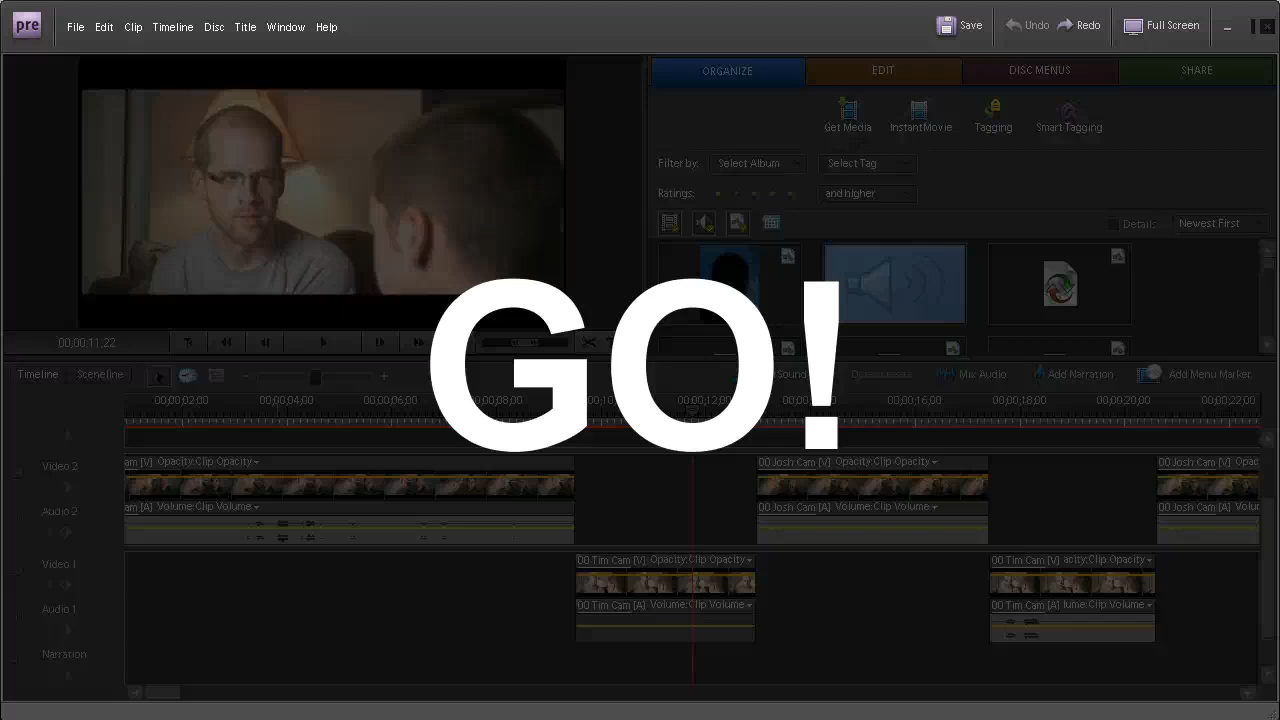 pre File Edit Clip Timeline Disc Title Window Help Save Undo Redo Full Screen
ORGANIZE EDIT DISC MENUS SHARE
Get Media InstantMovie Tagging Smart Tagging
Filter by: Select Album Select Tag
Ratings: and higher
Detail: Newest First
GO!
00;00;11;22
Timeline Sceneline Sound Mix Audio Add Narration Add Menu Marker
00;00;02;00 00;00;04;00 00;00;06;00 00;00;08;00 00;00;12;00 00;00;16;00 00;00;18;00 00;00;20;00 00;00;22;00
Video 2
am [V] Opacity:Clip Opacity 00 Josh Cam [V] Opacity:Clip Opacity 00 Josh Cam [V] Opac
Audio 2
am [A] Volume:Clip Volume 00 Josh Cam [A] Volume:Clip Volume 00 Josh Cam [A] Volur
Video 1
00 Tim Cam [V] Opacity:Clip Opacity 00 Tim Cam [V] acity:Clip Opacity
Audio 1
00 Tim Cam [A] Volume:Clip Volume 00 Tim Cam [A] lume:Clip Volume
Narration